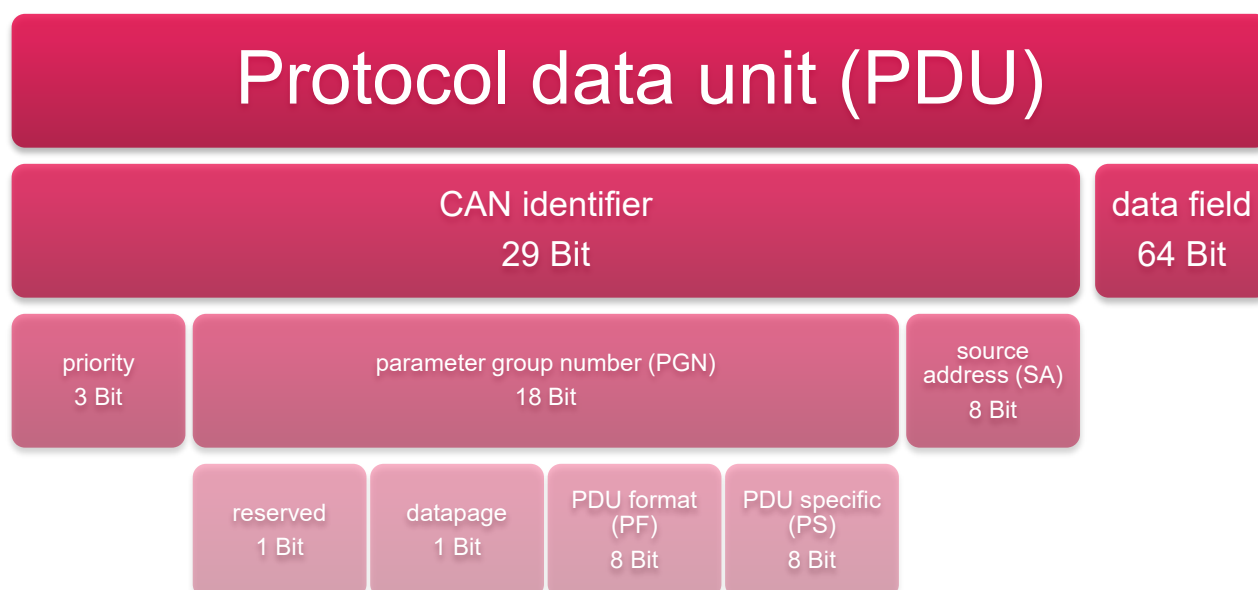 Protocol data unit (PDU)
CAN identifier
29 Bit
data field
64 Bit
priority
3 Bit
parameter group number (PGN)
18 Bit
source
address (SA)
8 Bit
reserved
1 Bit
datapage
1 Bit
PDU format
(PF)
8 Bit
PDU specific
(PS)
8 Bit